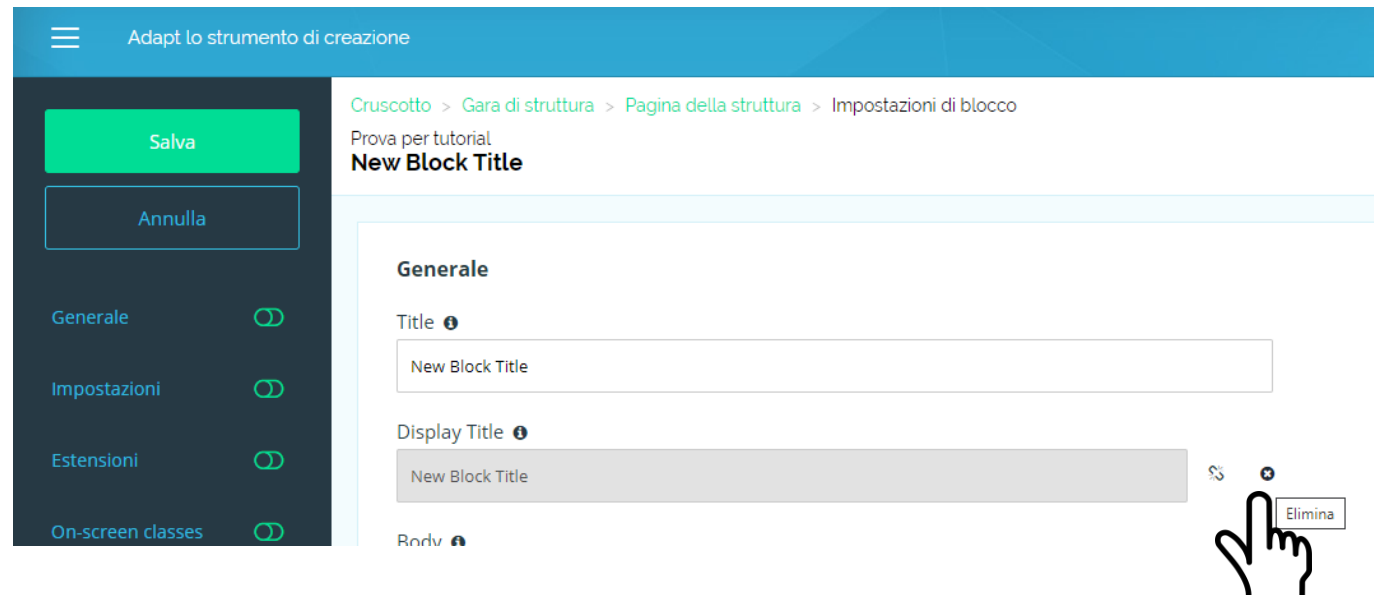 Adapt lo strumento di creazione
Salva
Annulla
Generale
Impostazioni
Estensioni
On-screen classes
Cruscotto > Gara di struttura > Pagina della struttura > Impostazioni di blocco
Prova per tutorial
New Block Title
Generale
Title
New Block Title
Display Title
New Block Title
Elimina
Body